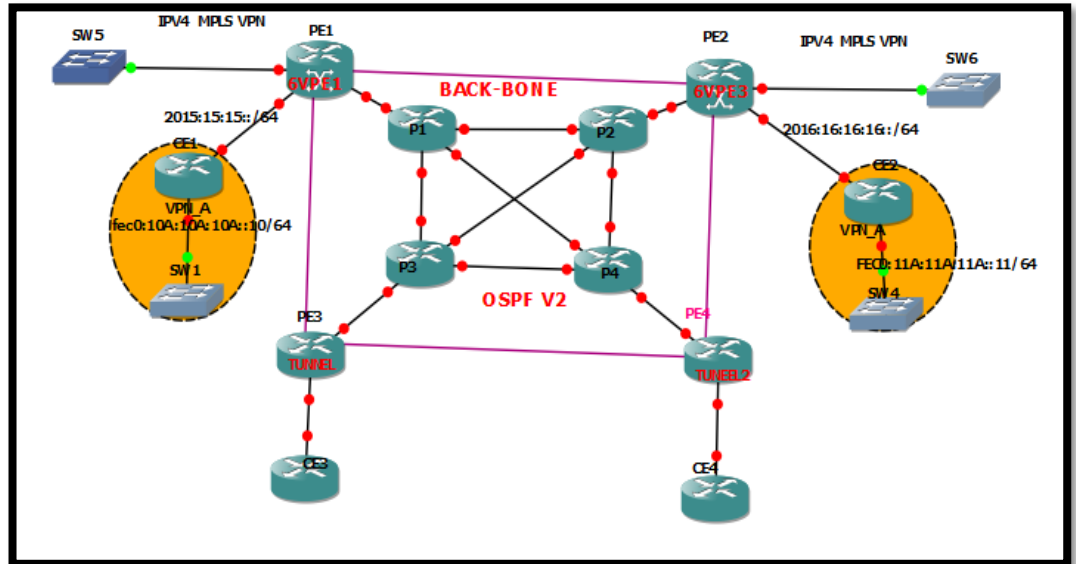 IPV4 MPLS VPN
PE1
SW5
PE2
IPV4 MPLS VPN
SW6
6VPE1
BACK-BONE
6VPE3
2015:15:15::/64
P1
P2
2016:16:16:16::/64
CE1
CE2
VPN_A
fec0:10A:10A:10A::10/64
VPN_A
FEC0:11A:11A:11A::11/64
SW1
P3
P4
SW4
OSPF V2
PE3
PE4
TUNNEL
TUNEEL2
CE3
CE4